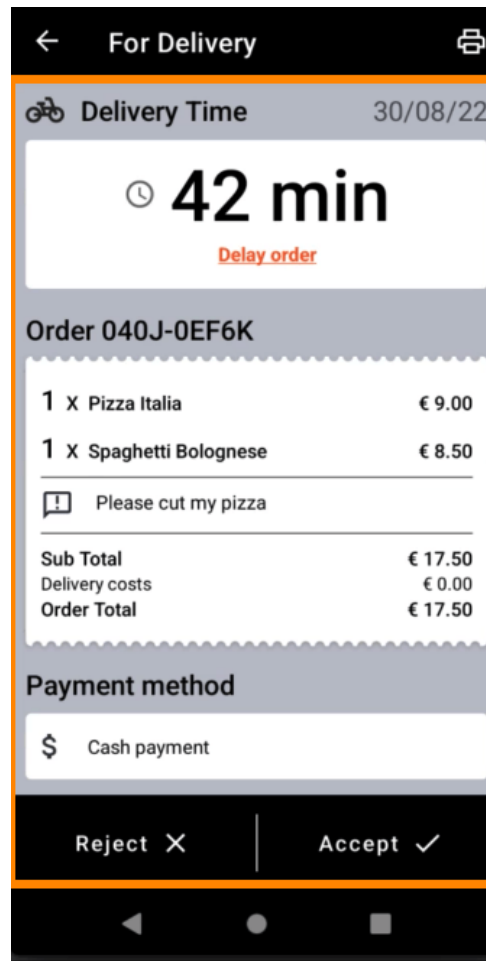 For Delivery
Delivery Time 30/08/22
42 min
Delay order
Order 040J-0EF6K
1 X Pizza Italia € 9.00
1 X Spaghetti Bolognese € 8.50
Please cut my pizza
Sub Total € 17.50
Delivery costs € 0.00
Order Total € 17.50
Payment method
$ Cash payment
Reject Accept